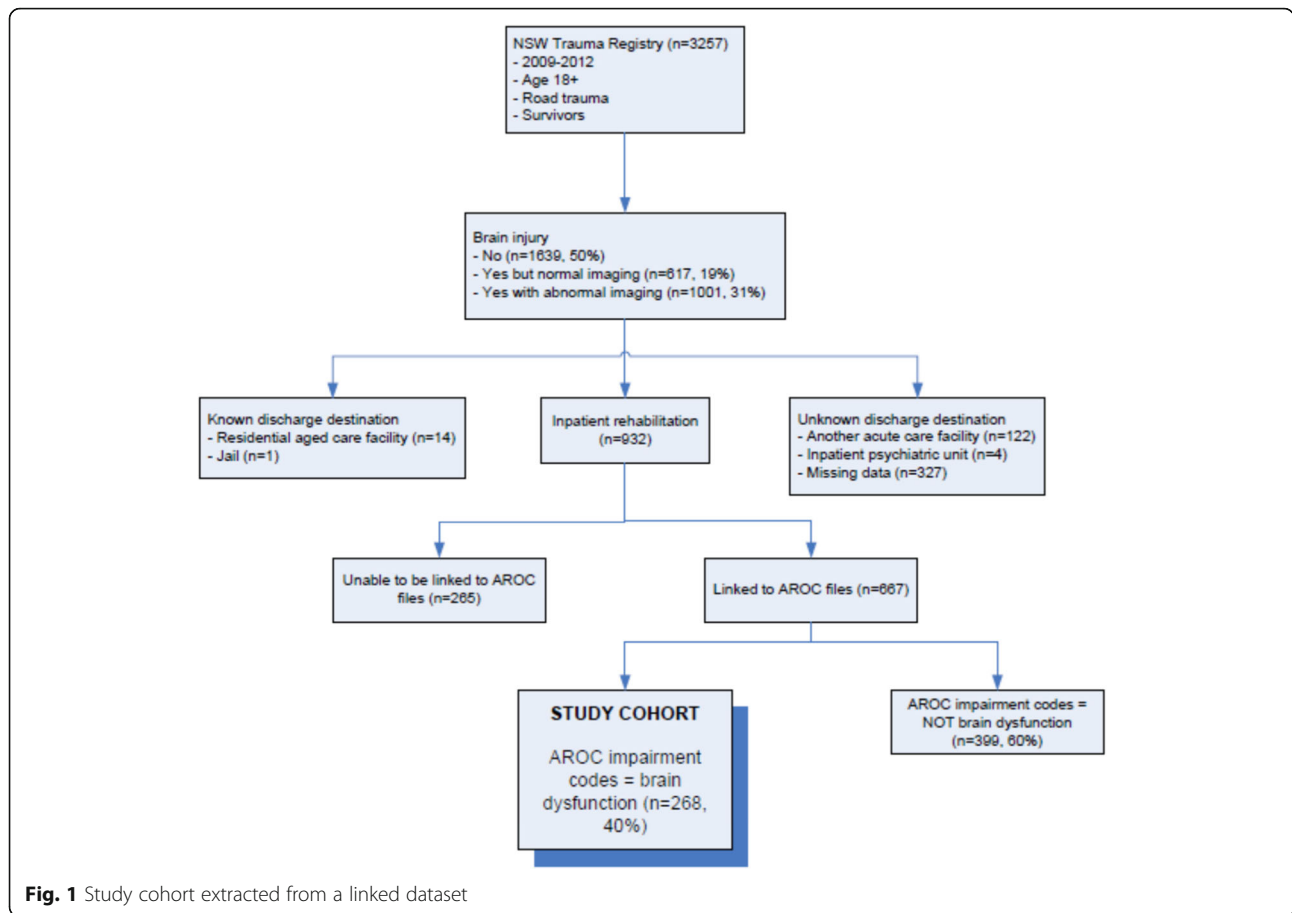 NSW Trauma Registry (n=3257)
- 2009-2012
- Age 18+
- Road trauma
- Survivors
Brain injury
- No (n=1639, 50%)
- Yes but normal imaging (n=617, 19%)
- Yes with abnormal imaging (n=1001, 31%)
Known discharge destination
- Residential aged care facility (n=14)
- Jail (n=1)
Inpatient rehabilitation
(n=932)
Unknown discharge destination
- Another acute care facility (n=122)
- Inpatient psychiatric unit (n=4)
- Missing data (n=327)
Unable to be linked to AROC
files (n=265)
Linked to AROC files (n=667)
STUDY COHORT
AROC impairment
codes = brain
dysfunction (n=268,
40%)
AROC impairment codes =
NOT brain dysfunction
(n=399, 60%)
Fig. 1 Study cohort extracted from a linked dataset